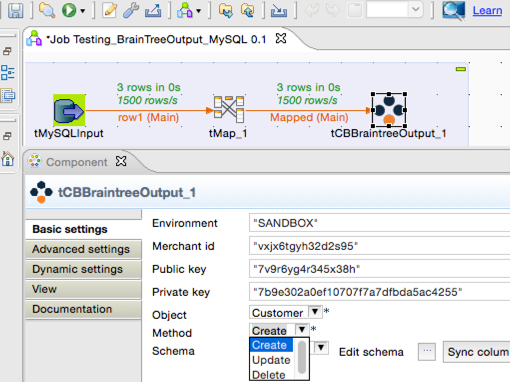 Learn
*Job Testing_BrainTreeOutput_MySQL 0.1
3 rows in 0s
1500 rows/s
row1 (Main)
3 rows in 0s
1500 rows/s
Mapped (Main)
tMySQLInput
tMap_1
tCBBraintreeOutput_1
Component
tCBBraintreeOutput_1
Basic settings
Advanced settings
Dynamic settings
View
Documentation
Environment
"SANDBOX"
Merchant id
"vxjx6tgyh32d2s95"
Public key
"7v9r6yg4r345x38h"
Private key
"7b9e302a0ef10707f7a7dfbda5ac4255"
Object
Customer
*
Method
Create
*
Create
Update
Delete
Schema
Edit schema
...
Sync colum